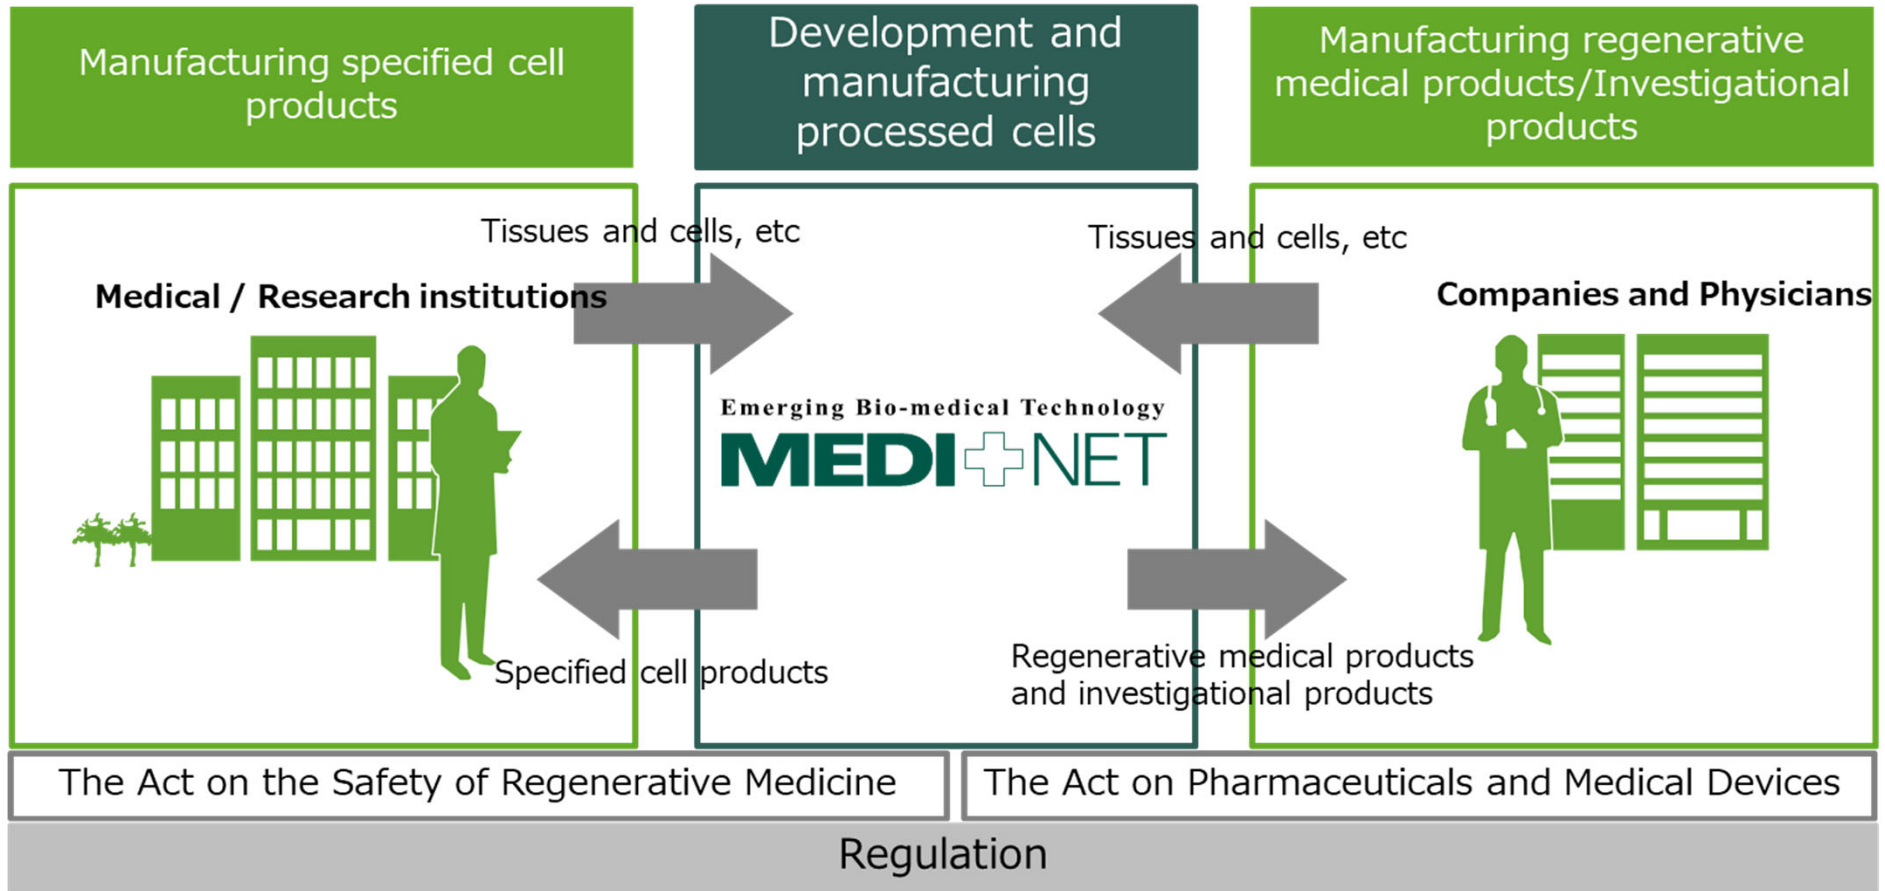 Manufacturing specified cell
products
Development and
manufacturing
processed cells
Manufacturing regenerative
medical products/Investigational
products
Tissues and cells, etc
Tissues and cells, etc
Medical / Research institutions
Companies and Physicians
Emerging Bio-medical Technology
MEDI NET
Specified cell products
Regenerative medical products
and investigational products
The Act on the Safety of Regenerative Medicine
The Act on Pharmaceuticals and Medical Devices
Regulation